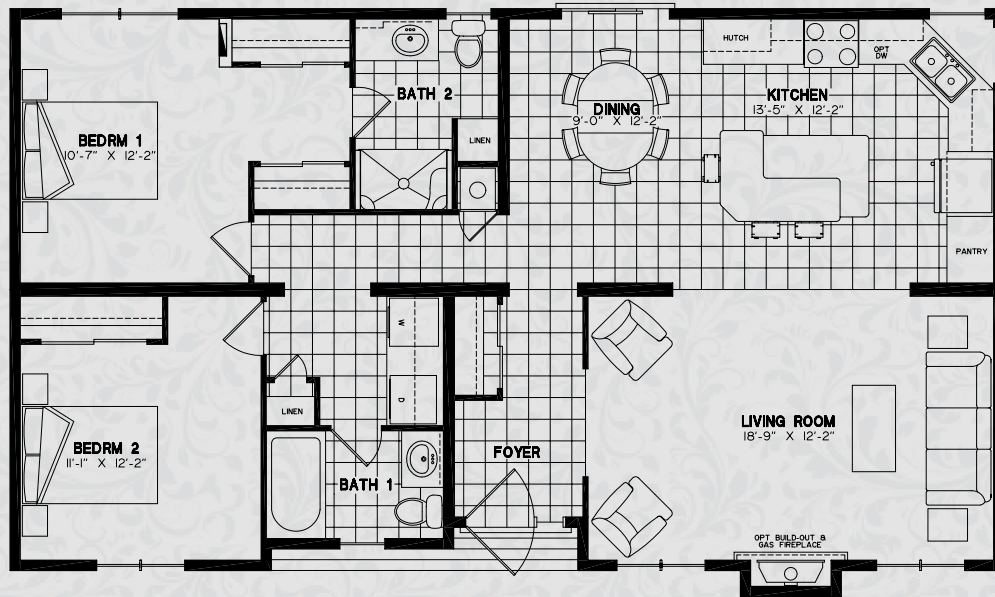 HUTCH
OPT
DW
BATH 2
KITCHEN
13'-5" X 12'-2"
DINING
9'-0" X 12'-2"
BEDRM 1
10'-7" X 12'-2"
LINEN
PANTRY
W
D
LINEN
BEDRM 2
11'-1" X 12'-2"
BATH 1
FOYER
LIVING ROOM
18'-9" X 12'-2"
OPT BUILD-OUT &
GAS FIREPLACE